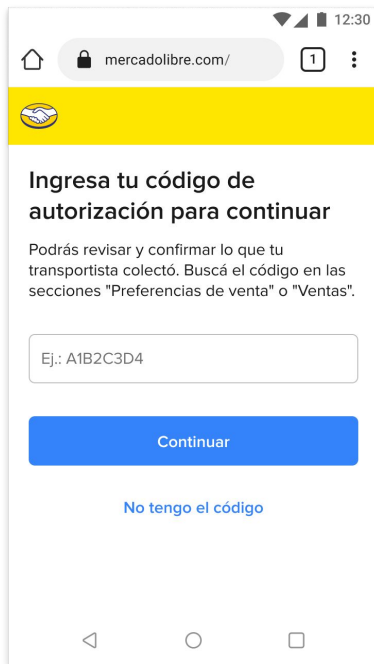 12:30
mercadolibre.com/
1
Ingresa tu código de
autorización para continuar
Podrás revisar y confirmar lo que tu
transportista colectó. Buscá el código en las
secciones "Preferencias de venta" o "Ventas".
Ej.: A1B2C3D4
Continuar
No tengo el código